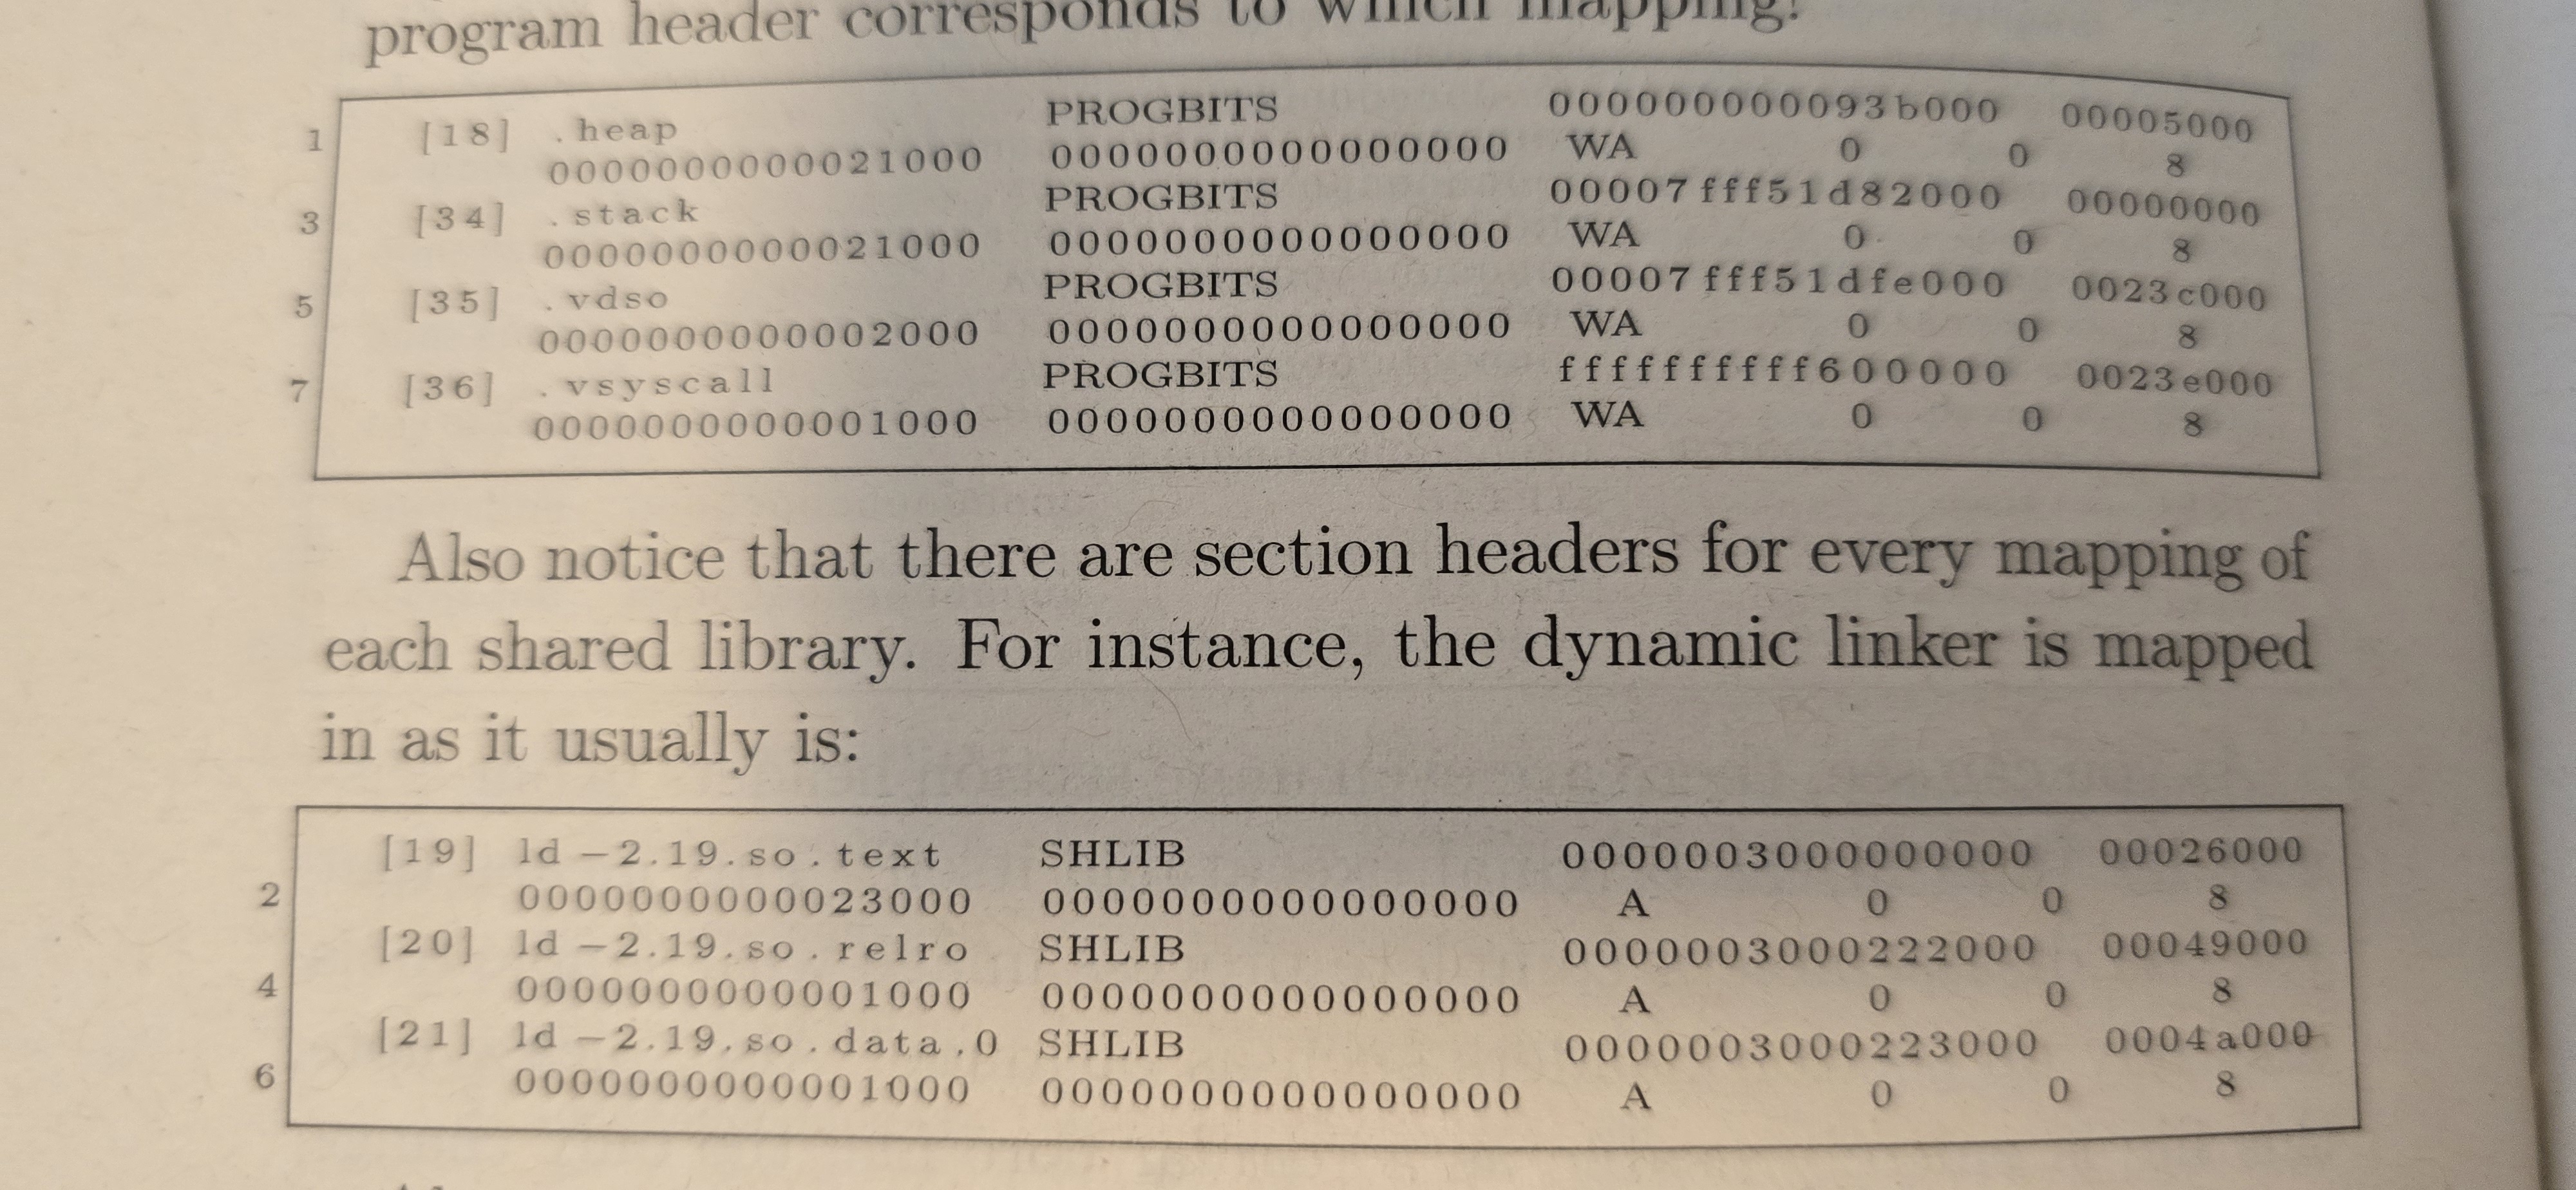 program header corresponds to which mapping?
1 [18] .heap PROGBITS 000000000093b000 00005000
0000000000021000 0000000000000000 WA 0 0 8
3 [34] .stack PROGBITS 00007fff51d82000 00000000
0000000000021000 0000000000000000 WA 0 0 8
5 [35] .vdso PROGBITS 00007fff51dfe000 0023c000
0000000000002000 0000000000000000 WA 0 0 8
7 [36] .vsyscall PROGBITS ffffffffff600000 0023e000
0000000000001000 0000000000000000 WA 0 0 8
Also notice that there are section headers for every mapping of
each shared library. For instance, the dynamic linker is mapped
in as it usually is:
[19] ld-2.19.so.text SHLIB 0000003000000000 00026000
2 0000000000023000 0000000000000000 A 0 0 8
[20] ld-2.19.so.relro SHLIB 0000003000222000 00049000
4 0000000000001000 0000000000000000 A 0 0 8
[21] ld-2.19.so.data.0 SHLIB 0000003000223000 0004a000
6 0000000000001000 0000000000000000 A 0 0 8